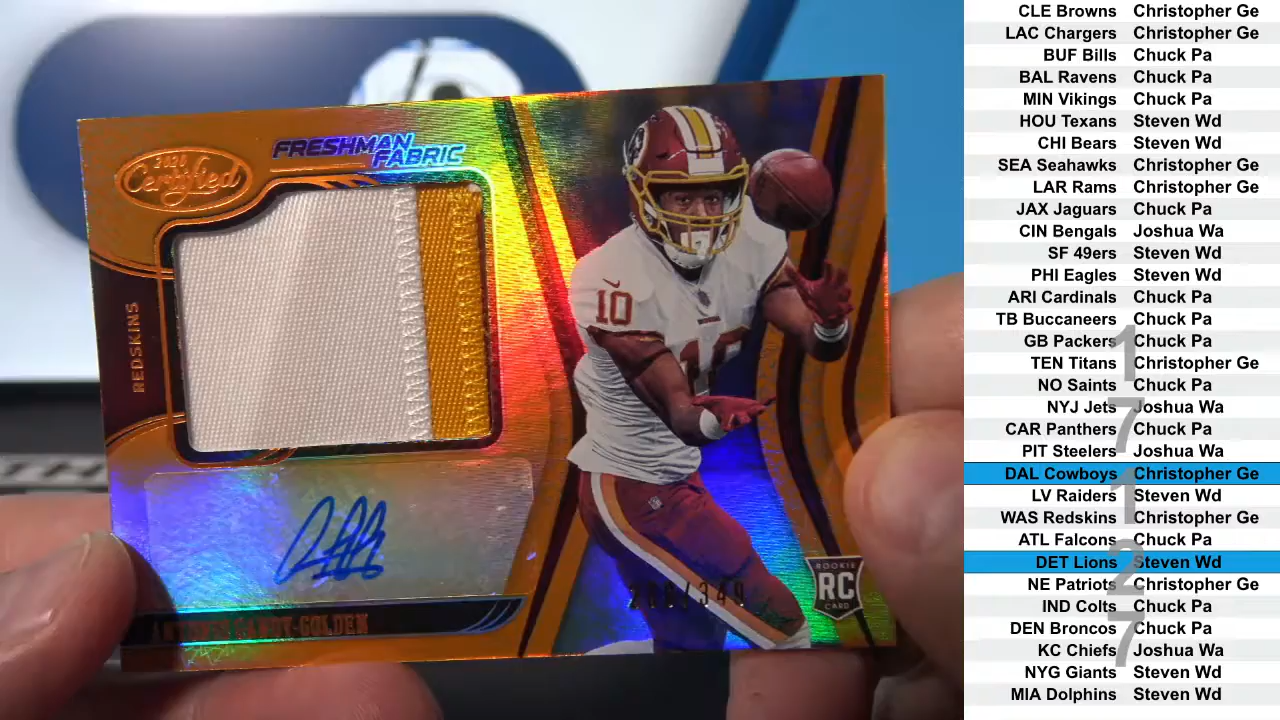 FRESHMAN
FABRIC
2020
Certified
REDSKINS
10
ROOKIE
RC
CARD
/349
CLE Browns Christopher Ge
LAC Chargers Christopher Ge
BUF Bills Chuck Pa
BAL Ravens Chuck Pa
MIN Vikings Chuck Pa
HOU Texans Steven Wd
CHI Bears Steven Wd
SEA Seahawks Christopher Ge
LAR Rams Christopher Ge
JAX Jaguars Chuck Pa
CIN Bengals Joshua Wa
SF 49ers Steven Wd
PHI Eagles Steven Wd
ARI Cardinals Chuck Pa
TB Buccaneers Chuck Pa
GB Packers Chuck Pa
TEN Titans Christopher Ge
NO Saints Chuck Pa
NYJ Jets Joshua Wa
CAR Panthers Chuck Pa
PIT Steelers Joshua Wa
DAL Cowboys Christopher Ge
LV Raiders Steven Wd
WAS Redskins Christopher Ge
ATL Falcons Chuck Pa
DET Lions Steven Wd
NE Patriots Christopher Ge
IND Colts Chuck Pa
DEN Broncos Chuck Pa
KC Chiefs Joshua Wa
NYG Giants Steven Wd
MIA Dolphins Steven Wd
1
7
1
2
7